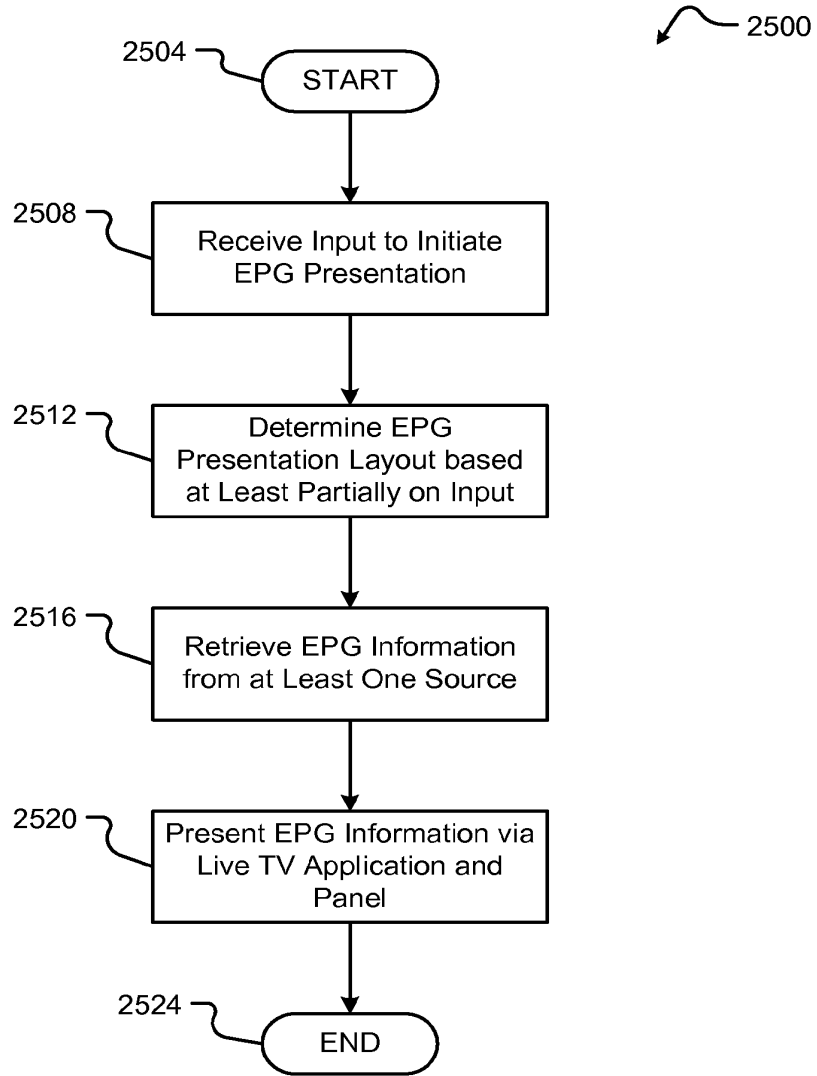 2500
2504
START
2508
Receive Input to Initiate
EPG Presentation
2512
Determine EPG
Presentation Layout based
at Least Partially on Input
2516
Retrieve EPG Information
from at Least One Source
2520
Present EPG Information via
Live TV Application and
Panel
2524
END